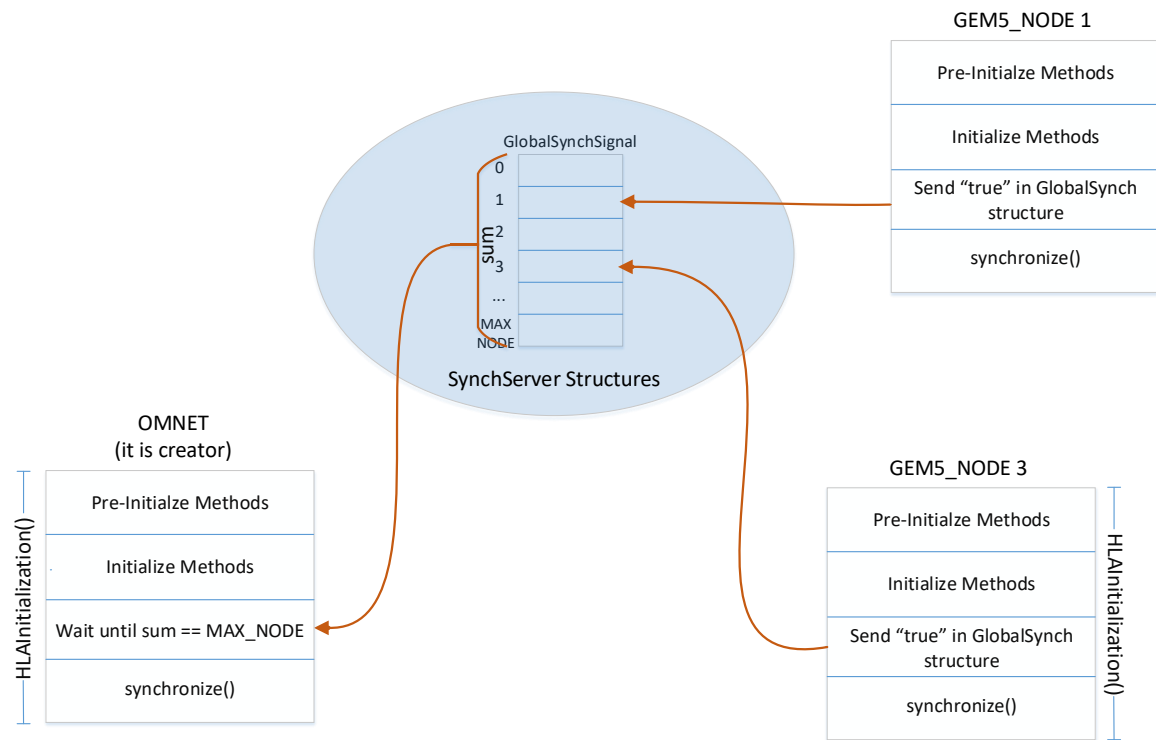 GEM5_NODE 1
Pre-Initialze Methods
Initialize Methods
Send “true” in GlobalSynch
structure
synchronize()
GlobalSynchSignal
0
1
2
3
...
MAX
NODE
sum
SynchServer Structures
OMNET
(it is creator)
HLAInitialization()
Pre-Initialze Methods
Initialize Methods
Wait until sum == MAX_NODE
synchronize()
GEM5_NODE 3
Pre-Initialze Methods
Initialize Methods
Send “true” in GlobalSynch
structure
synchronize()
HLAInitialization()